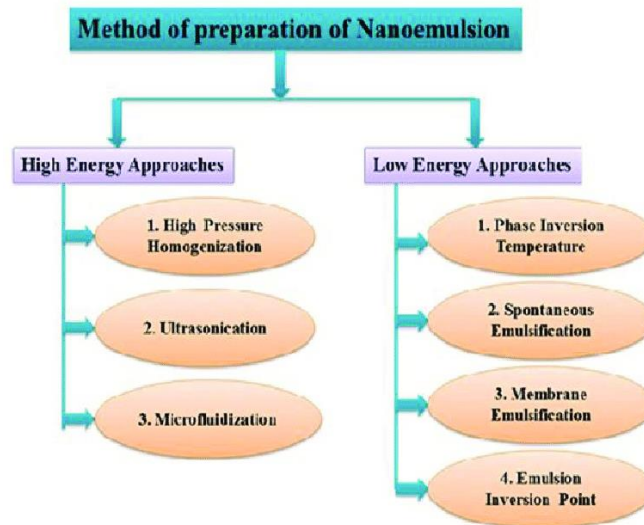 Method of preparation of Nanoemulsion
High Energy Approaches
1. High Pressure
Homogenization
2. Ultrasonication
3. Microfluidization
Low Energy Approaches
1. Phase Inversion
Temperature
2. Spontaneous
Emulsification
3. Membrane
Emulsification
4. Emulsion
Inversion Point